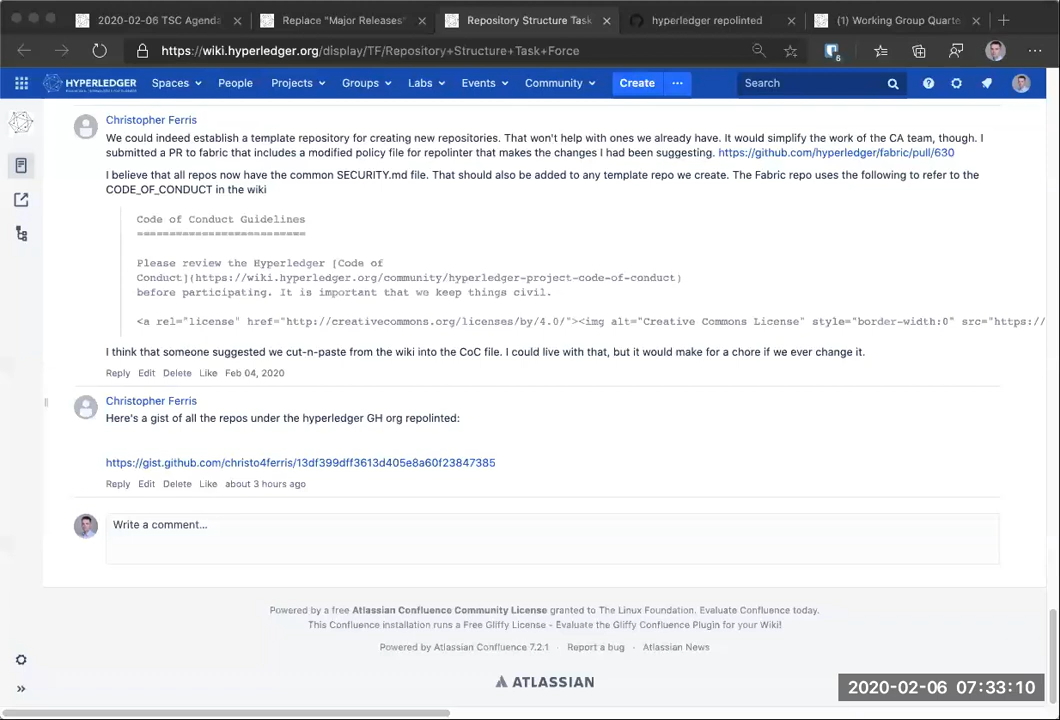 2020-02-06 TSC Agenda
Replace "Major Releases"
Repository Structure Task
hyperledger repolinted
(1) Working Group Quarte
https://wiki.hyperledger.org/display/TF/Repository+Structure+Task+Force
6
HYPERLEDGER
Spaces
People
Projects
Groups
Labs
Events
Community
Create
Search
Christopher Ferris
We could indeed establish a template repository for creating new repositories. That won't help with ones we already have. It would simplify the work of the CA team, though. I
submitted a PR to fabric that includes a modified policy file for repolinter that makes the changes I had been suggesting. https://github.com/hyperledger/fabric/pull/630
I believe that all repos now have the common SECURITY.md file. That should also be added to any template repo we create. The Fabric repo uses the following to refer to the
CODE_OF_CONDUCT in the wiki
Code of Conduct Guidelines
==========================
Please review the Hyperledger [Code of
Conduct](https://wiki.hyperledger.org/community/hyperledger-project-code-of-conduct)
before participating. It is important that we keep things civil.
<a rel="license" href="http://creativecommons.org/licenses/by/4.0/"><img alt="Creative Commons License" style="border-width:0" src="https://
I think that someone suggested we cut-n-paste from the wiki into the CoC file. I could live with that, but it would make for a chore if we ever change it.
Reply Edit Delete Like Feb 04, 2020
Christopher Ferris
Here's a gist of all the repos under the hyperledger GH org repolinted:
https://gist.github.com/christo4ferris/13df399dff3613d405e8a60f23847385
Reply Edit Delete Like about 3 hours ago
Write a comment...
Powered by a free Atlassian Confluence Community License granted to The Linux Foundation. Evaluate Confluence today.
This Confluence installation runs a Free Gliffy License - Evaluate the Gliffy Confluence Plugin for your Wiki!
Powered by Atlassian Confluence 7.2.1 · Report a bug · Atlassian News
ATLASSIAN
2020-02-06 07:33:10